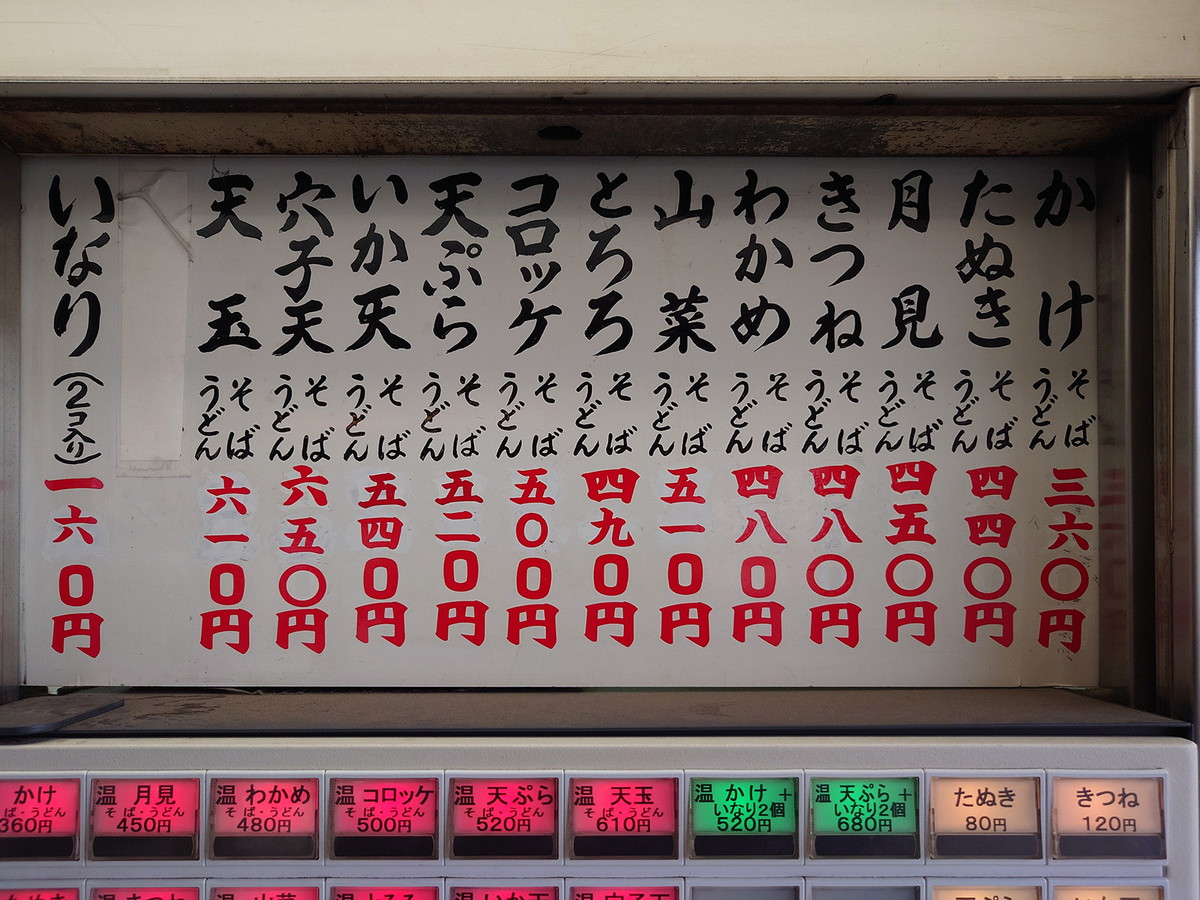 かけ そば うどん 三六〇円
たぬき そば うどん 四四〇円
月見 そば うどん 四五〇円
きつね そば うどん 四八〇円
わかめ そば うどん 四八0円
山菜 そば うどん 五一0円
とろろ そば うどん 四九0円
コロッケ そば うどん 五〇0円
天ぷら そば うどん 五二0円
いか天 そば うどん 五四0円
穴子天 そば うどん 六五〇円
天玉 そば うどん 六一0円
いなり（2コ入り） 一六0円
かけ
そば・うどん
360円
温 月見
そば・うどん
450円
温 わかめ
そば・うどん
480円
温 コロッケ
500円
温 天ぷら
そば・うどん
520円
温 天玉
そば・うどん
610円
温 かけ +
いなり2個
520円
温 天ぷら +
いなり2個
680円
たぬき
80円
きつね
120円